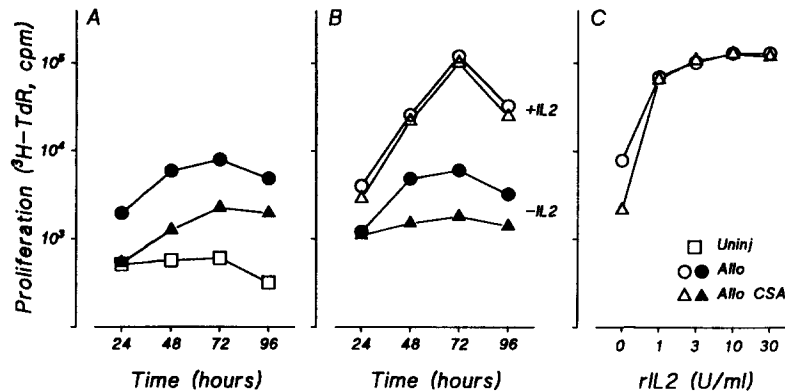 A
B
C
Proliferation (³H-TdR, cpm)
10⁵
10⁴
10³
+IL2
-IL2
Uninj
Allo
Allo CSA
24 48 72 96
24 48 72 96
0 1 3 10 30
Time (hours)
Time (hours)
rIL2 (U/ml)